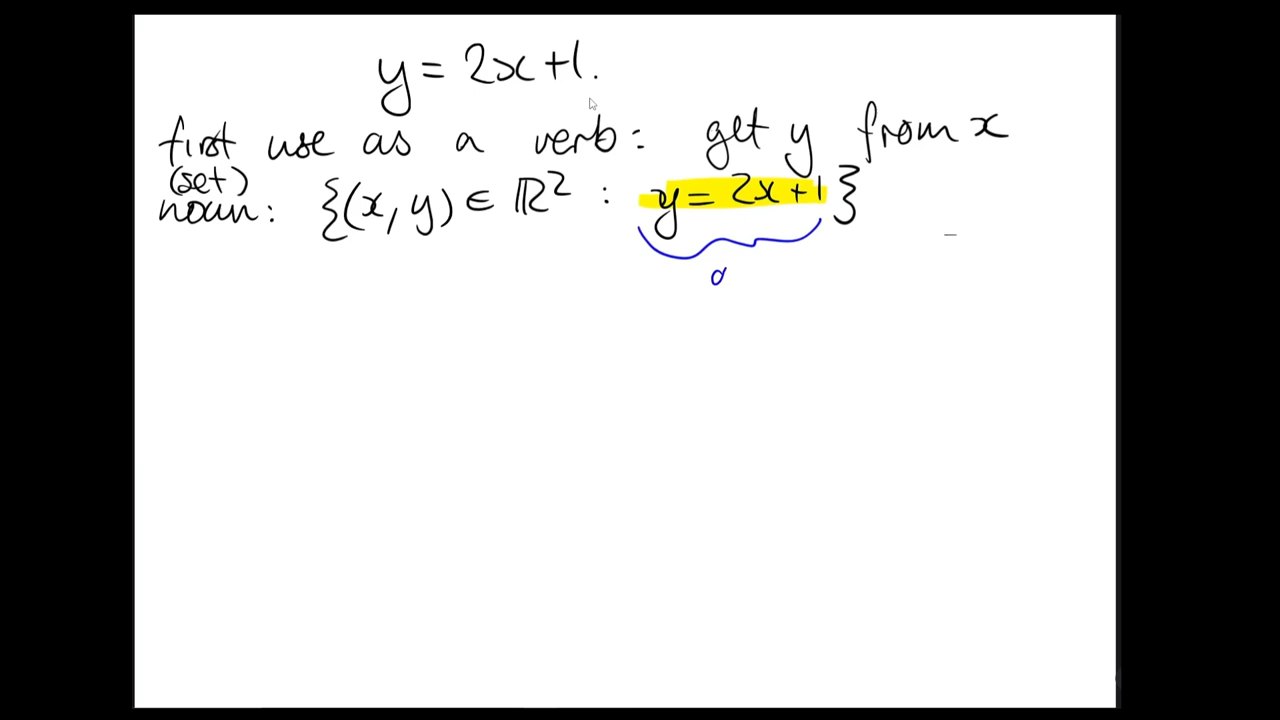 y = 2x+1.
first use as a verb: get y from x
(set)
noun: {(x, y) ∈ ℝ² : y = 2x+1}